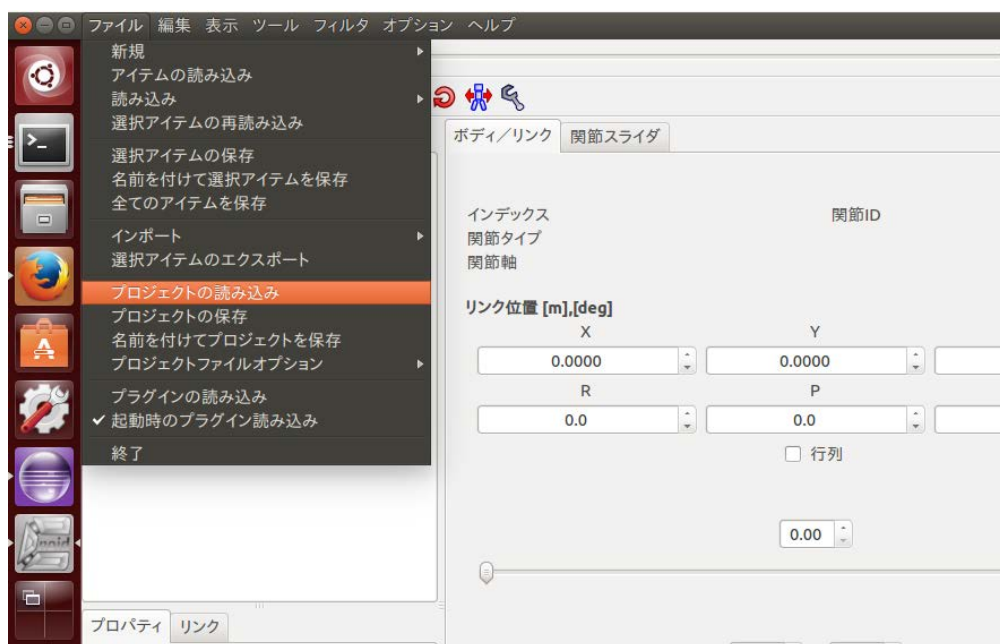 ファイル 編集 表示 ツール フィルタ オプション ヘルプ
新規
アイテムの読み込み
読み込み
選択アイテムの再読み込み
選択アイテムの保存
名前を付けて選択アイテムを保存
全てのアイテムを保存
インポート
選択アイテムのエクスポート
プロジェクトの読み込み
プロジェクトの保存
名前を付けてプロジェクトを保存
プロジェクトファイルオプション
プラグインの読み込み
起動時のプラグイン読み込み
終了
ボディ／リンク 関節スライダ
インデックス 関節ID
関節タイプ
関節軸
リンク位置 [m],[deg]
X Y
0.0000 0.0000
R P
0.0 0.0
行列
0.00
プロパティ リンク